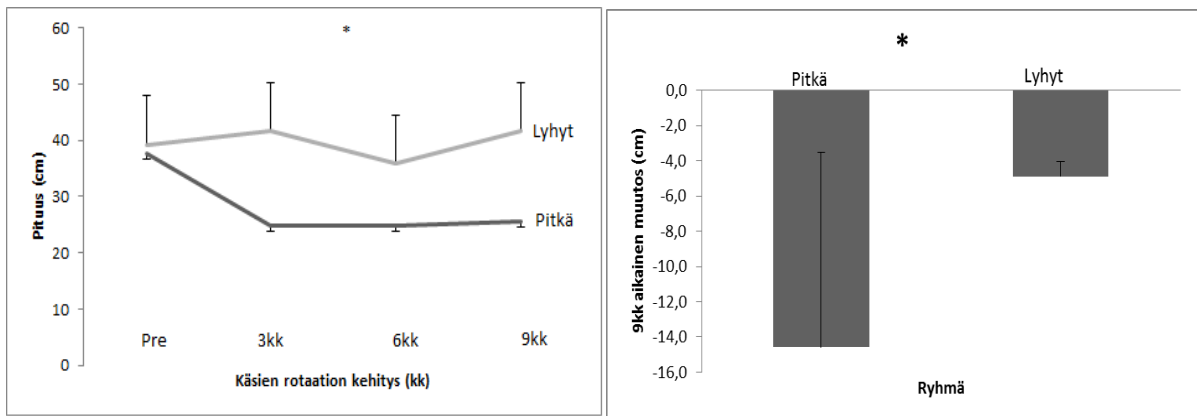 60
50
40
30
20
10
0
Pituus (cm)
*
Lyhyt
Pitkä
Pre 3kk 6kk 9kk
Käsien rotaation kehitys (kk)
*
Pitkä Lyhyt
0,0
-2,0
-4,0
-6,0
-8,0
-10,0
-12,0
-14,0
-16,0
9kk aikainen muutos (cm)
Ryhmä